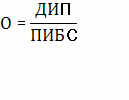 О = ДИП
ПИБС